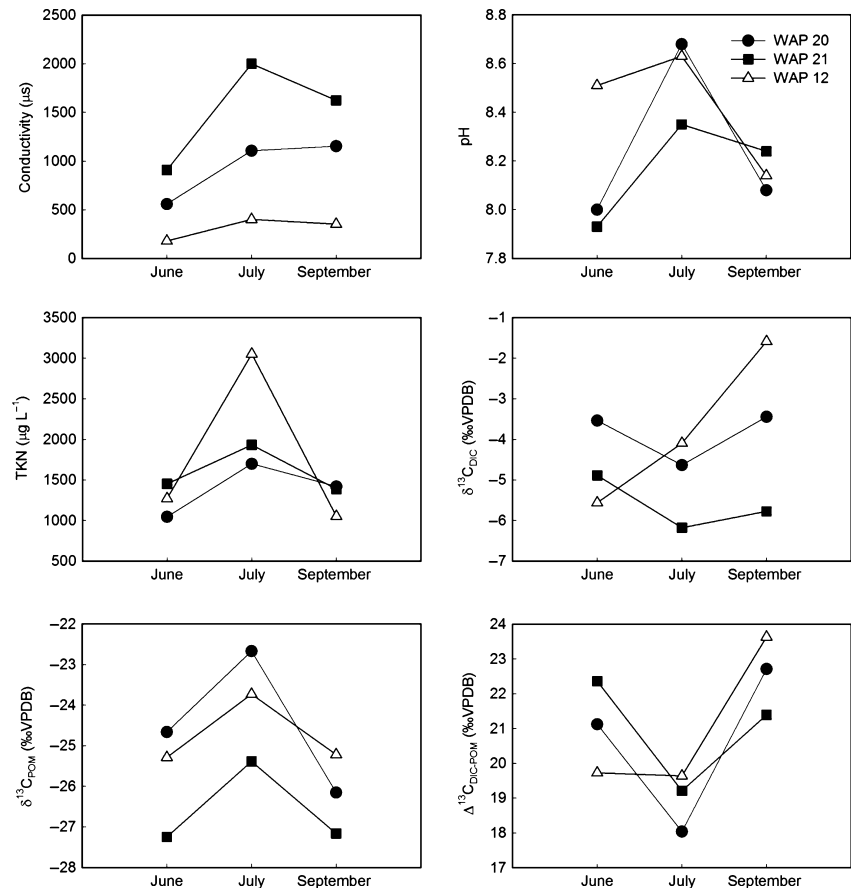 2500
2000
1500
1000
500
0
Conductivity (μs)
June July September
8.8
8.6
8.4
8.2
8.0
7.8
pH
WAP 20
WAP 21
WAP 12
June July September
3500
3000
2500
2000
1500
1000
500
TKN (μg L⁻¹)
June July September
–1
–2
–3
–4
–5
–6
–7
δ¹³C_DIC (‰VPDB)
June July September
–22
–23
–24
–25
–26
–27
–28
δ¹³C_POM (‰VPDB)
June July September
24
23
22
21
20
19
18
17
Δ¹³C_DIC-POM (‰VPDB)
June July September